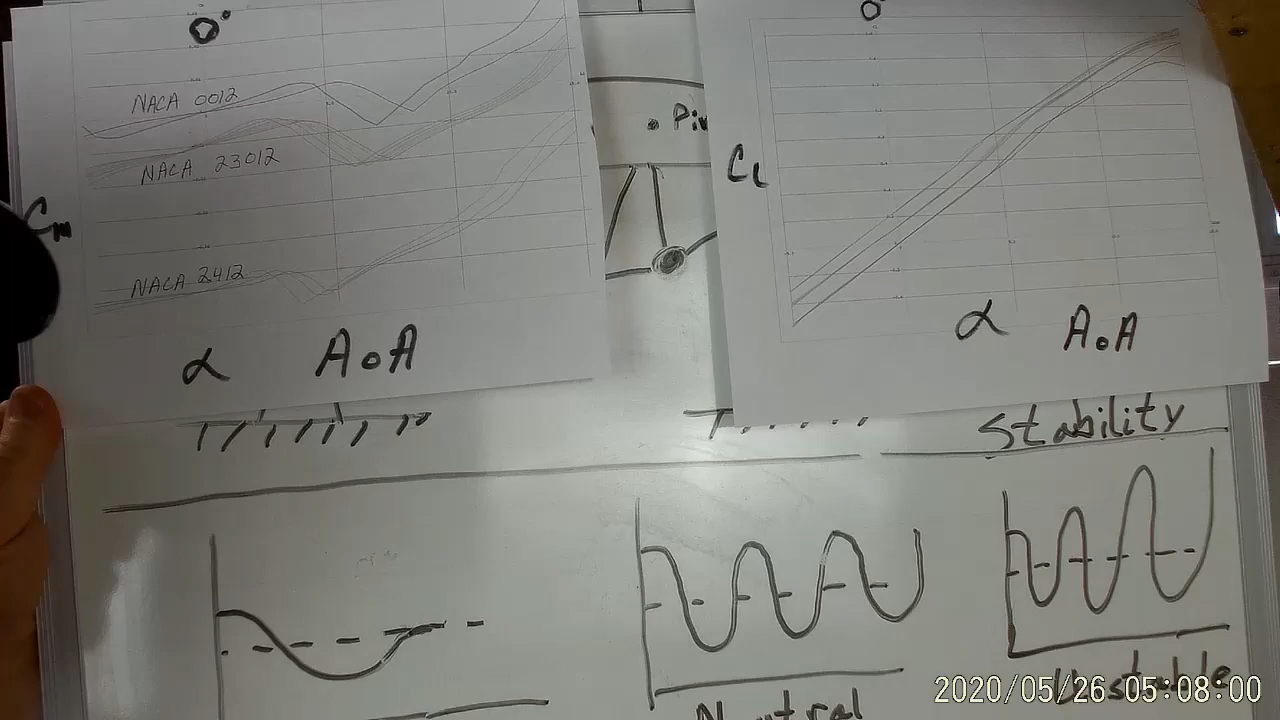 0°
NACA 0012
NACA 23012
NACA 2412
Cm
α AoA
Pi
0
CL
α AoA
Stability
Neutral
Unstable
2020/05/26 05:08:00